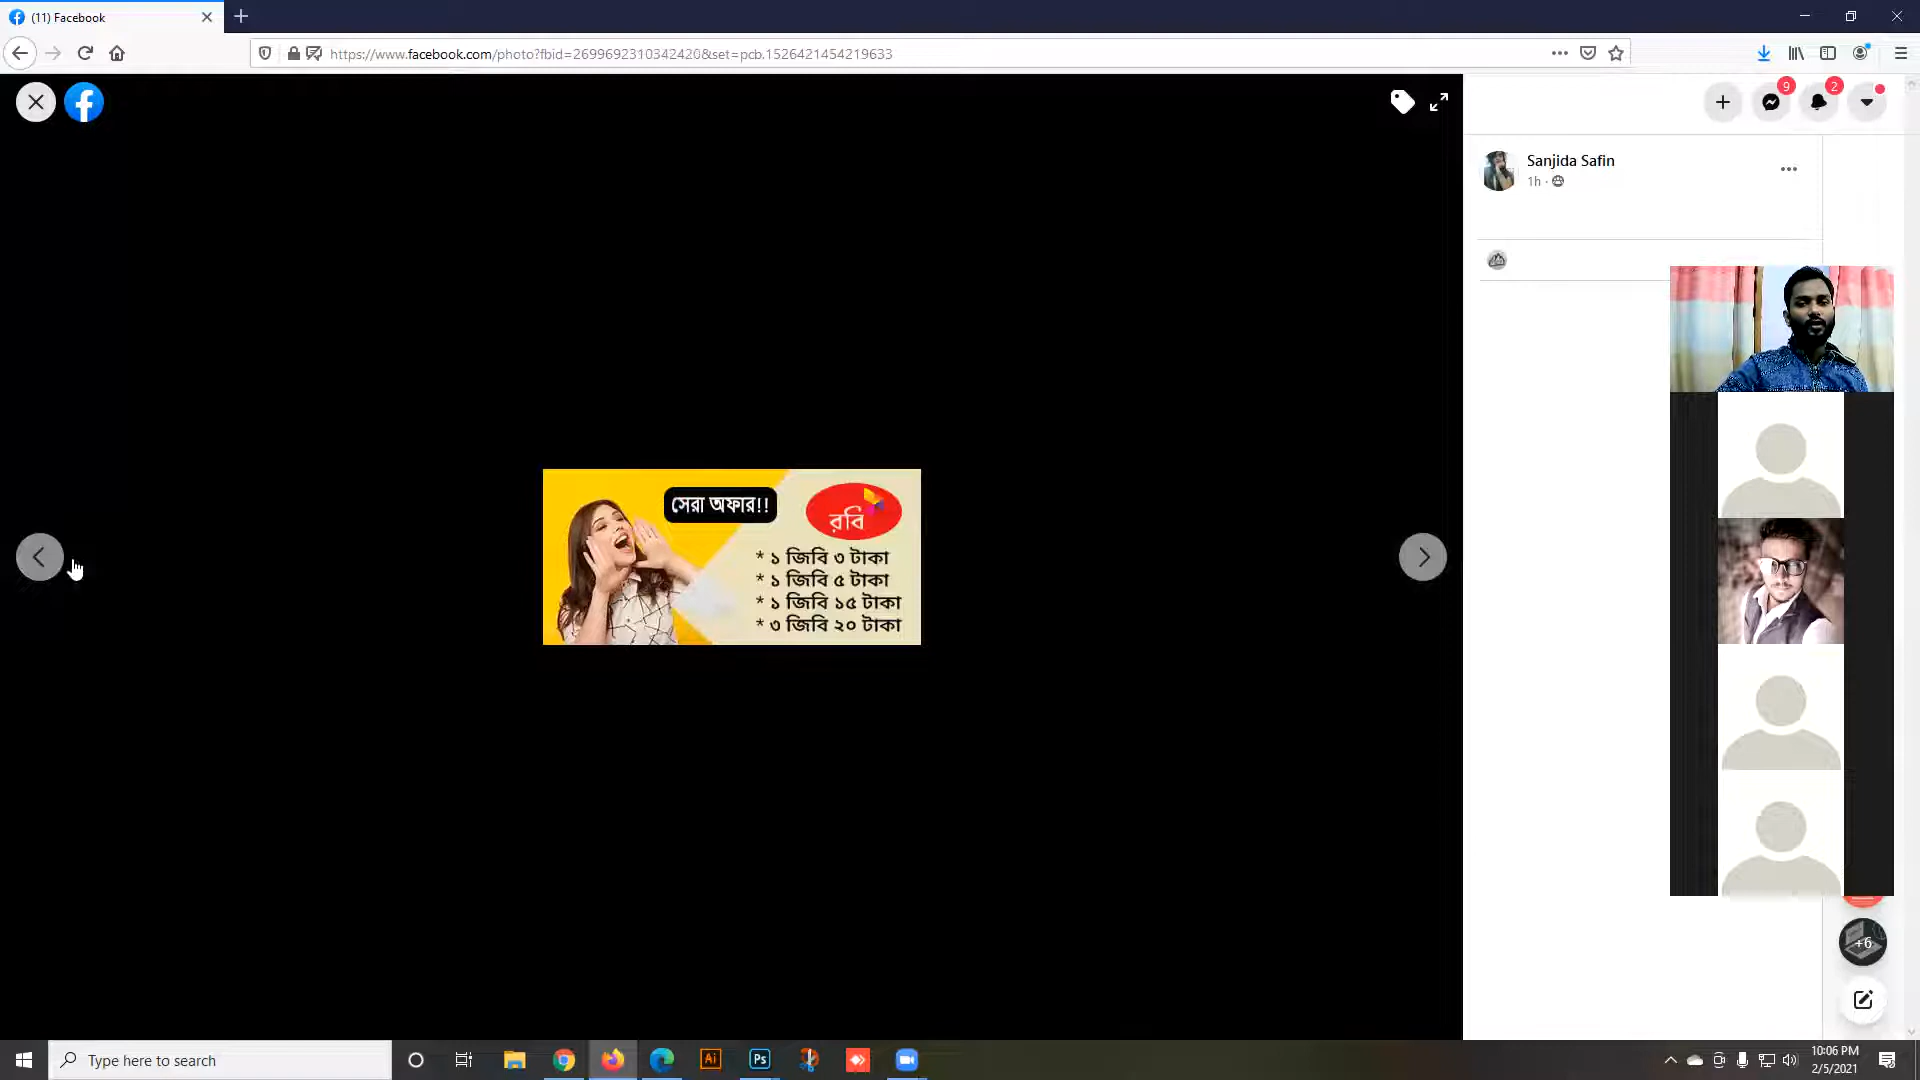 (11) Facebook
https://www.facebook.com/photo?fbid=2699692310342420&set=pcb.1526421454219633
9
2
Sanjida Safin
1h
সেরা অফার!!
রবি
* ১ জিবি ৩ টাকা
* ১ জিবি ৫ টাকা
* ১ জিবি ১৫ টাকা
* ৩ জিবি ২০ টাকা
+6
Type here to search
Ai
Ps
10:06 PM
2/5/2021